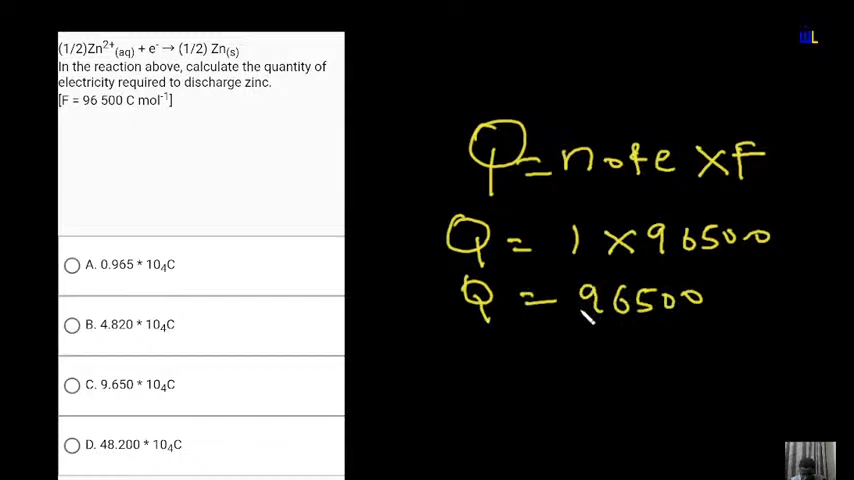 (1/2)Zn²⁺(aq) + e⁻ → (1/2) Zn(s)
In the reaction above, calculate the quantity of
electricity required to discharge zinc.
[F = 96 500 C mol⁻¹]
A. 0.965 * 10₄C
B. 4.820 * 10₄C
C. 9.650 * 10₄C
D. 48.200 * 10₄C
Q = no of e × F
Q = 1 × 96500
Q = 96500